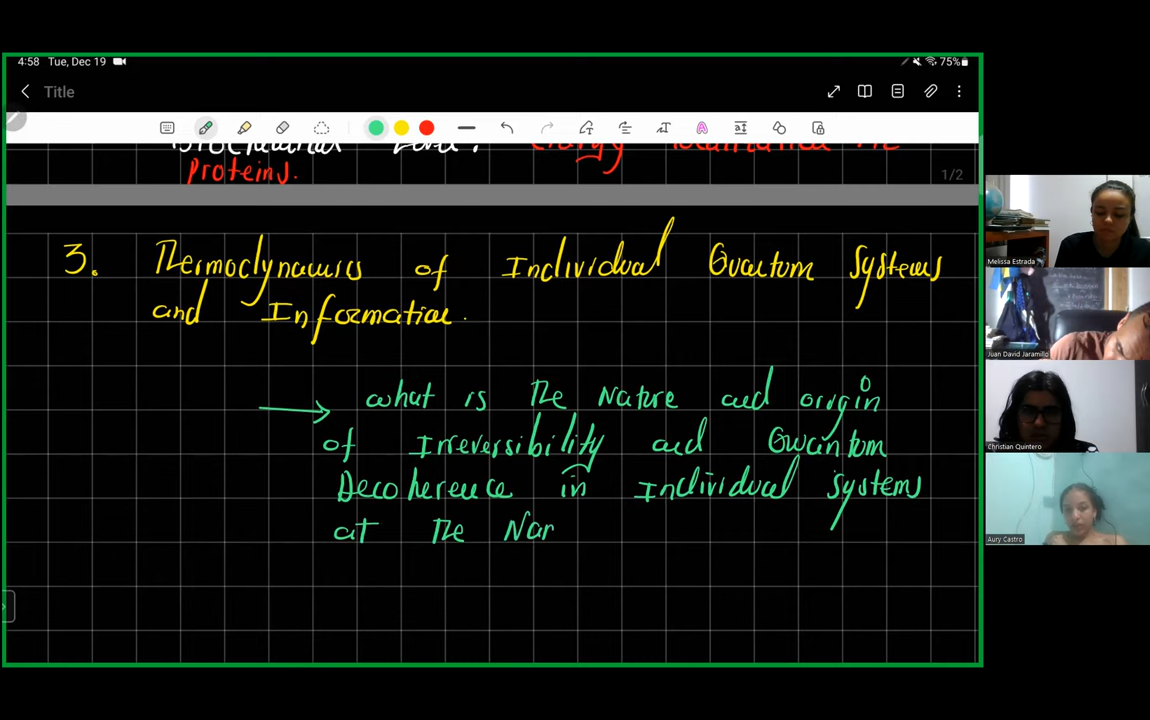 4:58 Tue, Dec 19
75%
Title
Proteins.
1/2
3. Thermodynamics of Individual Quantum Systems
and Information.
what is The Nature and origin
of Irreversibility and Quantum
Decoherence in Individual systems
at The Nar
Melissa Estrada
Juan David Jaramillo
Christian Quintero
Aury Castro